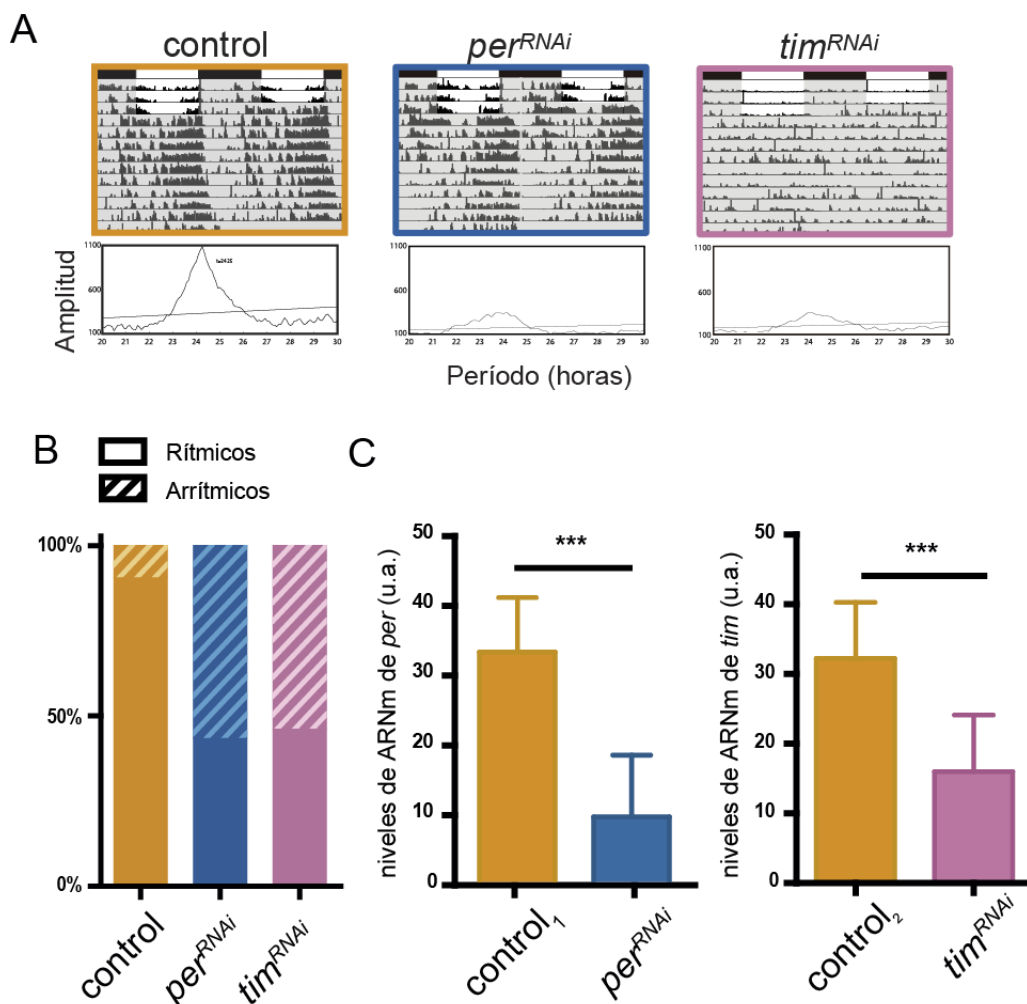 A
control
per^RNAi
tim^RNAi
Amplitud
1100
600
100
20 21 22 23 24 25 26 27 28 29 30
1100
600
100
20 21 22 23 24 25 26 27 28 29 30
1100
600
100
20 21 22 23 24 25 26 27 28 29 30
Período (horas)
B
Rítmicos
Arrítmicos
100%
50%
0%
control
per^RNAi
tim^RNAi
C
niveles de ARNm de per (u.a.)
50
40
30
20
10
0
***
control₁
per^RNAi
niveles de ARNm de tim (u.a.)
50
40
30
20
10
0
***
control₂
tim^RNAi